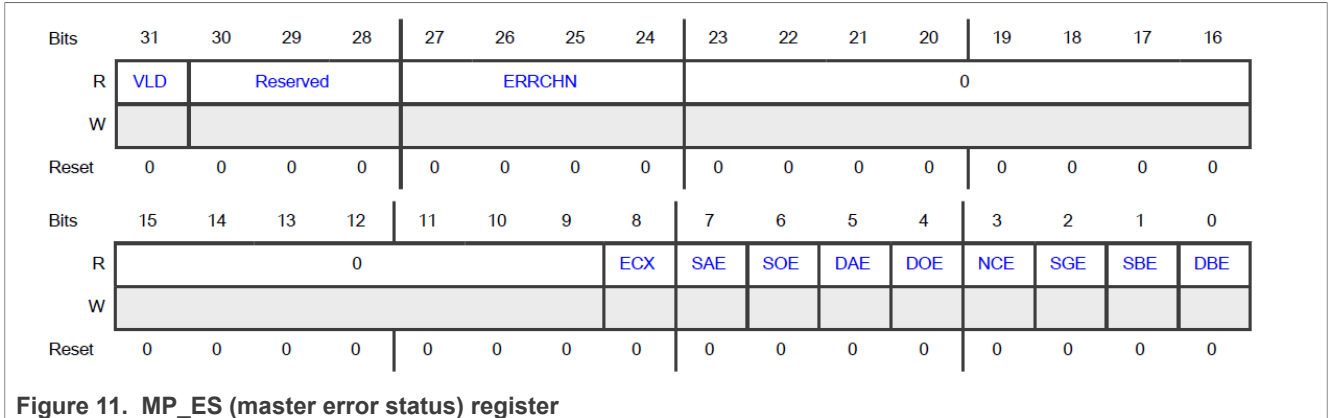 Bits 31 30 29 28 27 26 25 24 23 22 21 20 19 18 17 16
R VLD Reserved ERRCHN 0
W
Reset 0 0 0 0 0 0 0 0 0 0 0 0 0 0 0 0
Bits 15 14 13 12 11 10 9 8 7 6 5 4 3 2 1 0
R 0 ECX SAE SOE DAE DOE NCE SGE SBE DBE
W
Reset 0 0 0 0 0 0 0 0 0 0 0 0 0 0 0 0
Figure 11. MP_ES (master error status) register